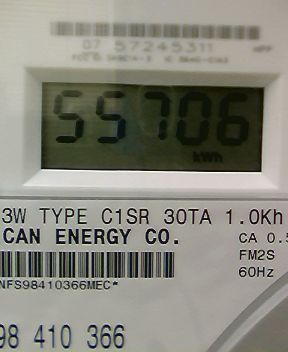 07 57245311
55706
kWh
3W TYPE C1SR 30TA 1.0Kh
CAN ENERGY CO.
CA 0.5
FM2S
60Hz
NFS98410366MEC*
98 410 366